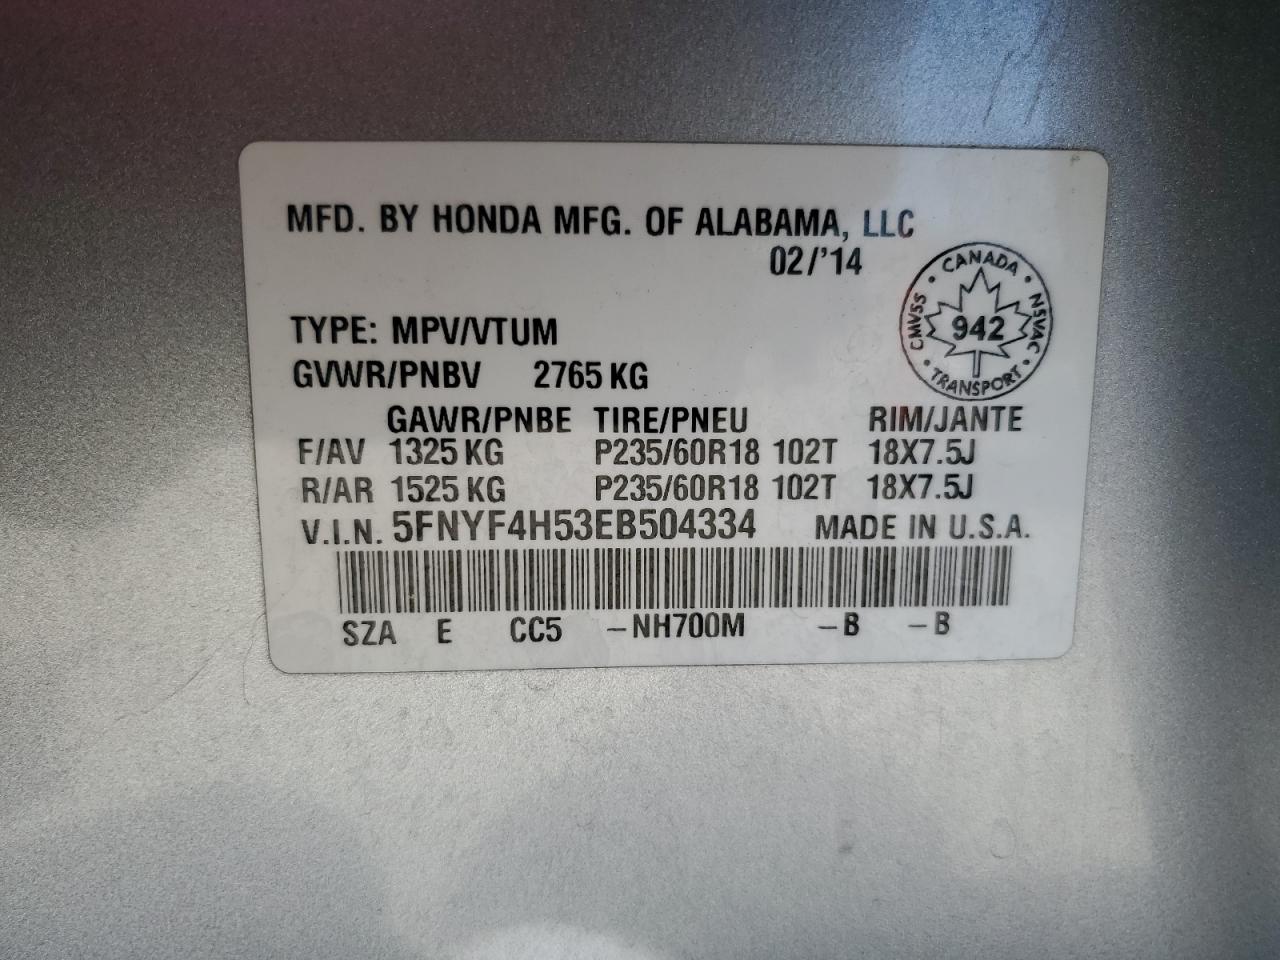 MFD. BY HONDA MFG. OF ALABAMA, LLC
02/'14
CANADA
CMVSS
942
NSVAC
TRANSPORT
TYPE: MPV/VTUM
GVWR/PNBV 2765 KG
GAWR/PNBE TIRE/PNEU RIM/JANTE
F/AV 1325 KG P235/60R18 102T 18X7.5J
R/AR 1525 KG P235/60R18 102T 18X7.5J
V.I.N. 5FNYF4H53EB504334 MADE IN U.S.A.
SZA E CC5 –NH700M –B –B